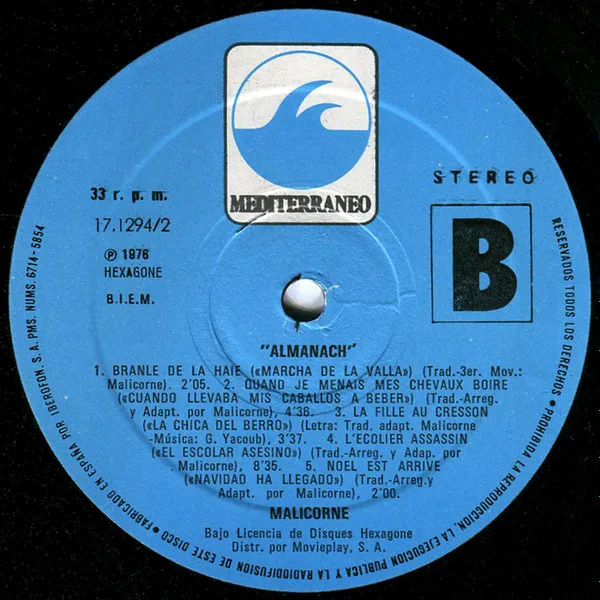 MEDITERRANEO
33 r. p. m.
17.1294/2
℗ 1976
HEXAGONE
B.I.E.M.
STEREO
B
"ALMANACH"
1. BRANLE DE LA HAIE («MARCHA DE LA VALLA») (Trad.-3er. Mov.:
Malicorne). 2'05. 2. QUAND JE MENAIS MES CHEVAUX BOIRE
(«CUANDO LLEVABA MIS CABALLOS A BEBER») (Trad.-Arreg.
y Adapt. por Malicorne), 4'36. 3. LA FILLE AU CRESSON
(«LA CHICA DEL BERRO») (Letra: Trad. adapt. Malicorne
-Música: G. Yacoub), 3'37. 4. L'ECOLIER ASSASSIN
(«EL ESCOLAR ASESINO») (Trad.-Arreg. y Adap. por
Malicorne), 8'35. 5. NOEL EST ARRIVE
(«NAVIDAD HA LLEGADO») (Trad.-Arreg.y
Adapt. por Malicorne), 2'00.
MALICORNE
Bajo Licencia de Disques Hexagone
Distr. por Movieplay, S. A.
RESERVADOS TODOS LOS DERECHOS • PROHIBIDA LA REPRODUCCION, LA EJECUCION PUBLICA Y LA RADIODIFUSION DE ESTE DISCO • FABRICADO EN ESPAÑA POR IBEROFON, S. A. PMS. NUMS. 6714-5854